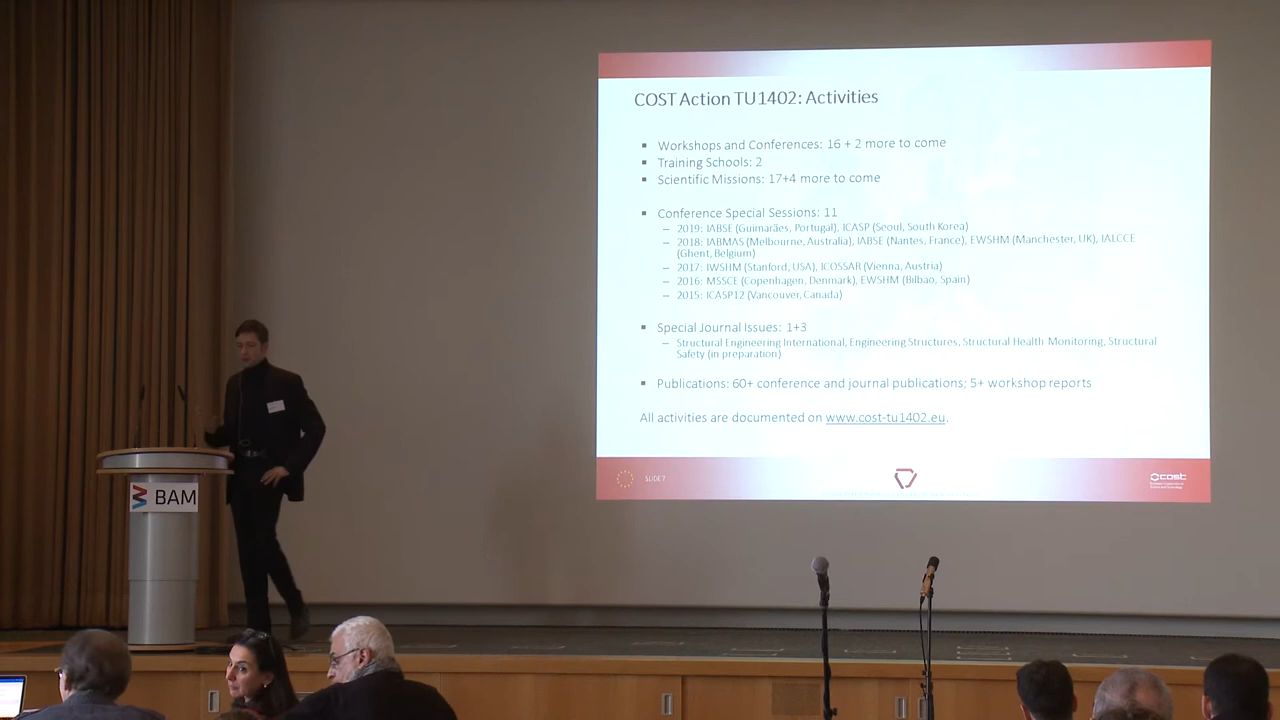 COST Action TU1402: Activities
▪ Workshops and Conferences: 16 + 2 more to come
▪ Training Schools: 2
▪ Scientific Missions: 17+4 more to come
▪ Conference Special Sessions: 11
– 2019: IABSE (Guimarães, Portugal), ICASP (Seoul, South Korea)
– 2018: IABMAS (Melbourne, Australia), IABSE (Nantes, France), EWSHM (Manchester, UK), IALCCE
(Ghent, Belgium)
– 2017: IWSHM (Stanford, USA), ICOSSAR (Vienna, Austria)
– 2016: MSSCE (Copenhagen, Denmark), EWSHM (Bilbao, Spain)
– 2015: ICASP12 (Vancouver, Canada)
▪ Special Journal Issues: 1+3
– Structural Engineering International, Engineering Structures, Structural Health Monitoring, Structural
Safety (in preparation)
▪ Publications: 60+ conference and journal publications; 5+ workshop reports
All activities are documented on www.cost-tu1402.eu.
SLIDE 7
cost
BAM